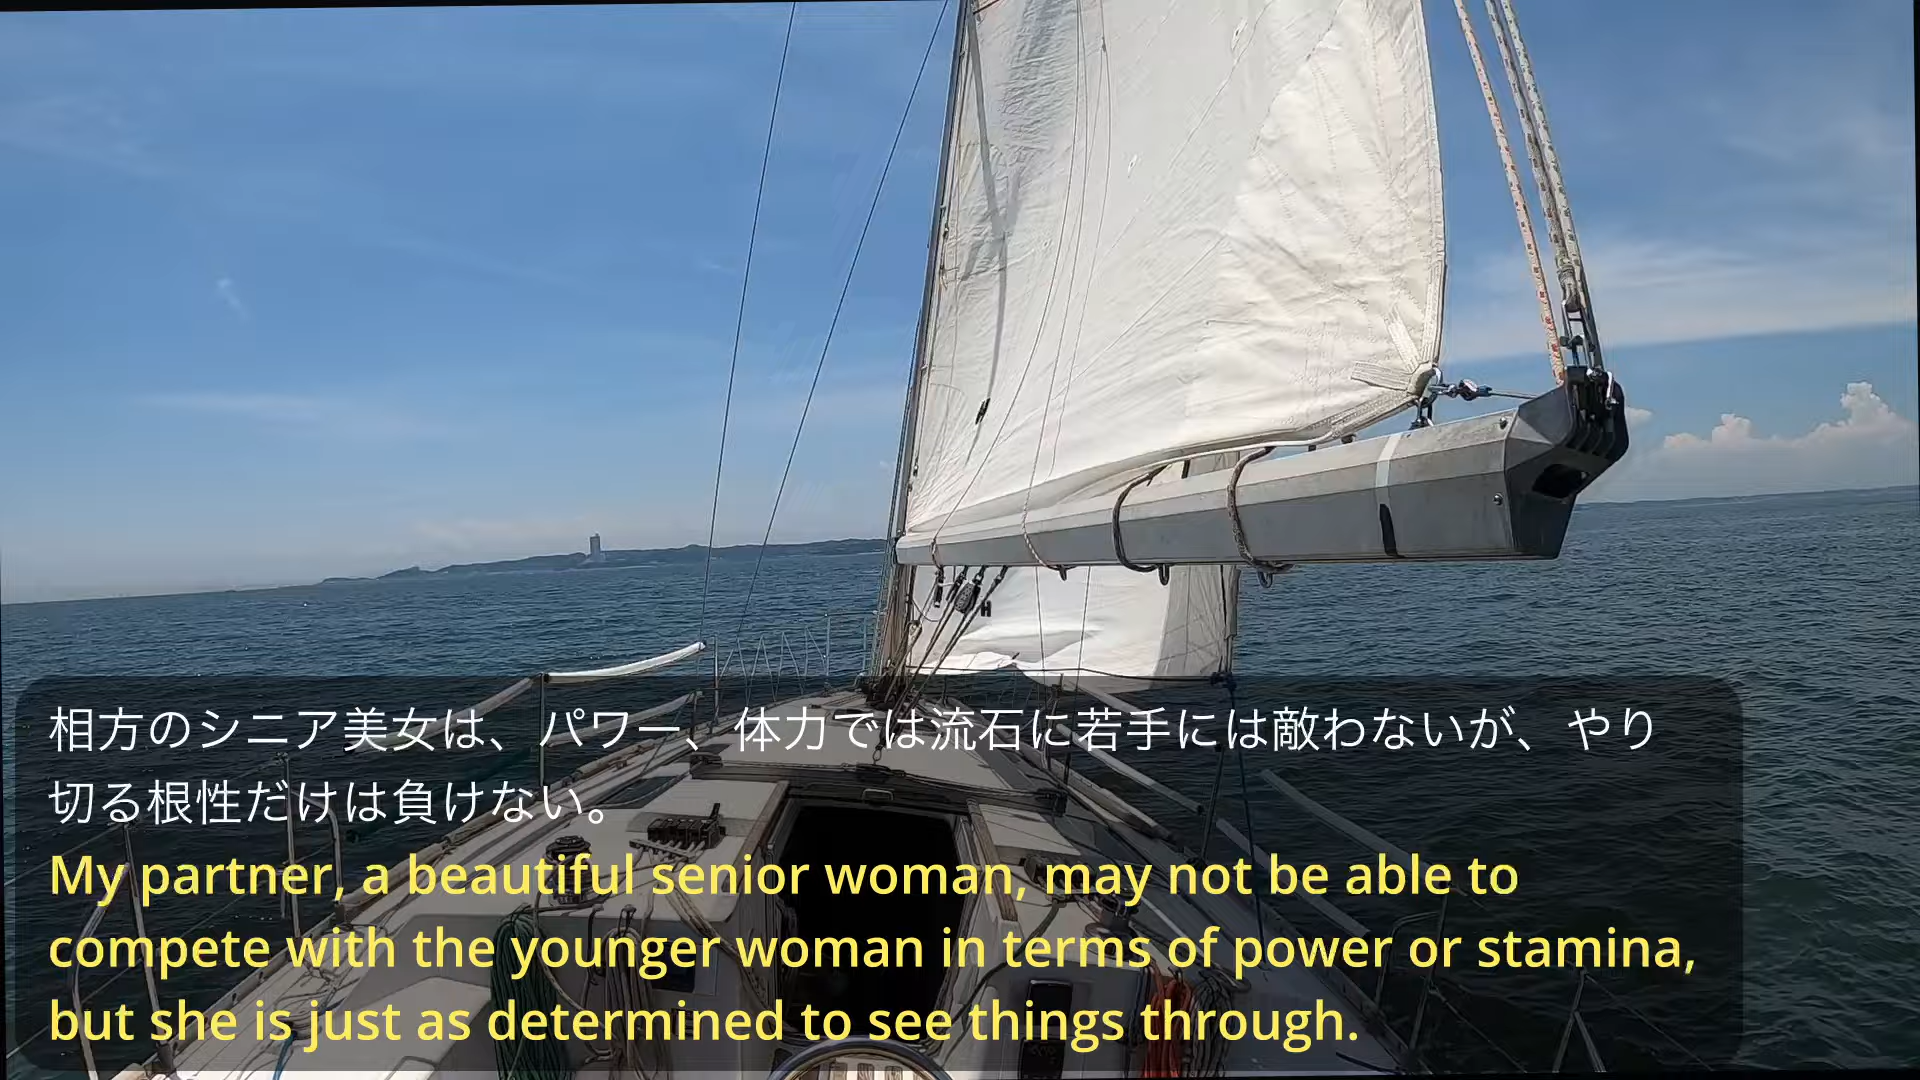 相方のシニア美女は、パワー、体力では流石に若手には敵わないが、やり
切る根性だけは負けない。
My partner, a beautiful senior woman, may not be able to
compete with the younger woman in terms of power or stamina,
but she is just as determined to see things through.